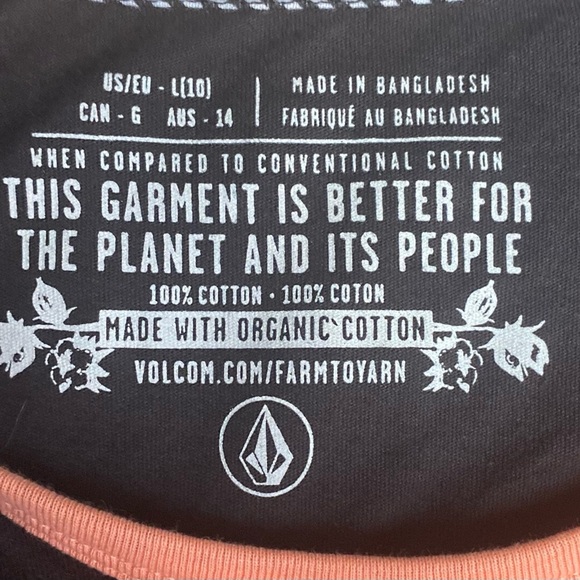 US/EU - L(10)
CAN - G AUS - 14
MADE IN BANGLADESH
FABRIQUÉ AU BANGLADESH
WHEN COMPARED TO CONVENTIONAL COTTON
THIS GARMENT IS BETTER FOR
THE PLANET AND ITS PEOPLE
100% COTTON · 100% COTON
MADE WITH ORGANIC COTTON
VOLCOM.COM/FARMTOYARN